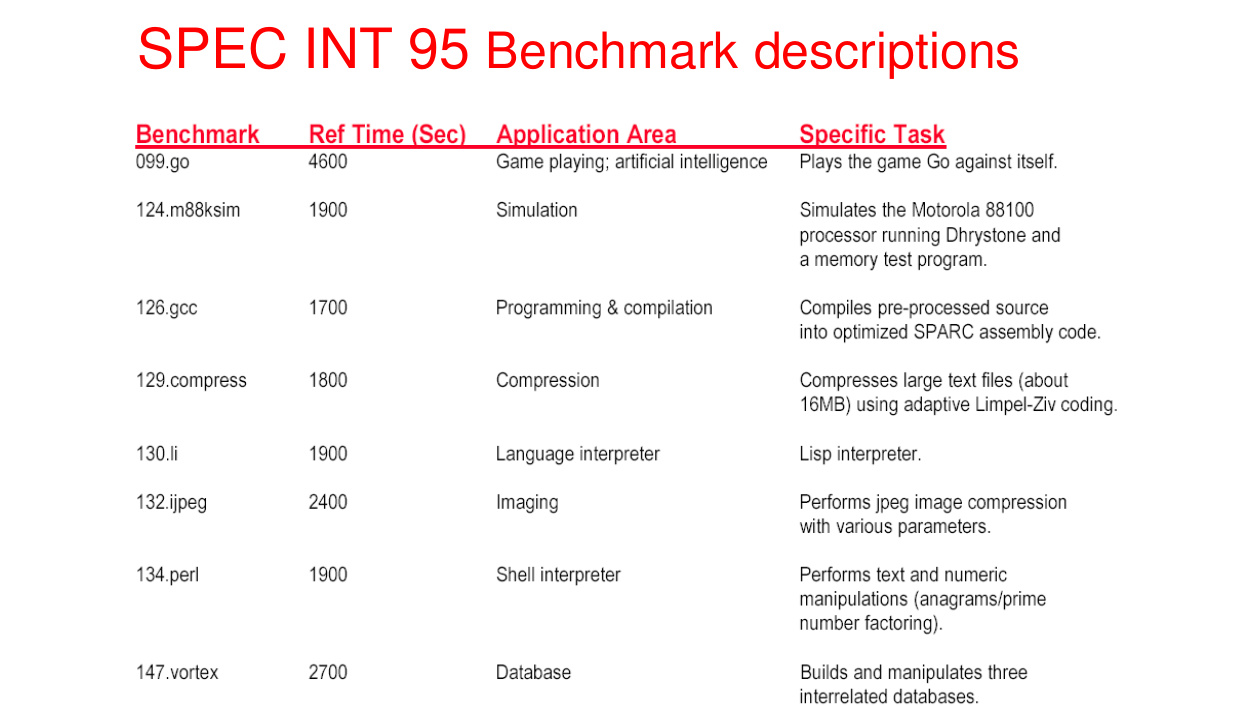 SPEC INT 95 Benchmark descriptions
Benchmark Ref Time (Sec) Application Area Specific Task
099.go 4600 Game playing; artificial intelligence Plays the game Go against itself.
124.m88ksim 1900 Simulation Simulates the Motorola 88100
processor running Dhrystone and
a memory test program.
126.gcc 1700 Programming & compilation Compiles pre-processed source
into optimized SPARC assembly code.
129.compress 1800 Compression Compresses large text files (about
16MB) using adaptive Limpel-Ziv coding.
130.li 1900 Language interpreter Lisp interpreter.
132.ijpeg 2400 Imaging Performs jpeg image compression
with various parameters.
134.perl 1900 Shell interpreter Performs text and numeric
manipulations (anagrams/prime
number factoring).
147.vortex 2700 Database Builds and manipulates three
interrelated databases.